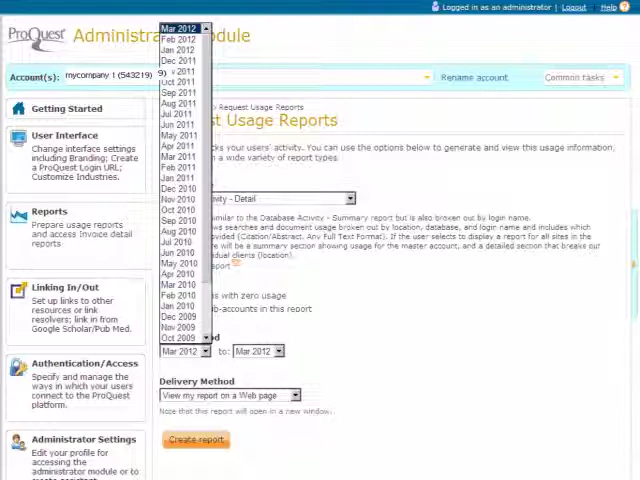 Logged in as an administrator | Logout | Help
ProQuest Administra
dule
Account(s): mycompany 1 (543219)
Rename account
Common tasks
Getting Started
User Interface
Change interface settings
including Branding; Create
a ProQuest Login URL;
Customize Industries.
Reports
Prepare usage reports
and access Invoice detail
reports
Linking In/Out
Set up links to other
resources or link
resolvers; link in from
Google Scholar/Pub Med.
Authentication/Access
Specify and manage the
ways in which your users
connect to the ProQuest
platform.
Administrator Settings
Edit your profile for
accessing the
administrator module or to
Mar 2012
Feb 2012
Jan 2012
Dec 2011
2011
Oct 2011
Sep 2011
Aug 2011
Jul 2011
Jun 2011
May 2011
Apr 2011
Mar 2011
Feb 2011
Jan 2011
Dec 2010
Nov 2010
Oct 2010
Sep 2010
Aug 2010
Jul 2010
Jun 2010
May 2010
Apr 2010
Mar 2010
Feb 2010
Jan 2010
Dec 2009
Nov 2009
Oct 2009
› Request Usage Reports
st Usage Reports
cks your users' activity. You can use the options below to generate and view this usage information,
n a wide variety of report types.
ivity - Detail
imilar to the Database Activity - Summary report but is also broken out by login name.
ws searches and document usage broken out by location, database, and login name and includes which
ovided (Citation/Abstract, Any Full Text Format). If the user selects to display a report for all sites in the
ere will be a summary section showing usage for the master account, and a detailed section that breaks out
idual clients (location).
report
s with zero usage
b-accounts in this report
od
Mar 2012 to: Mar 2012
Delivery Method
View my report on a Web page
Note that this report will open in a new window.
Create report